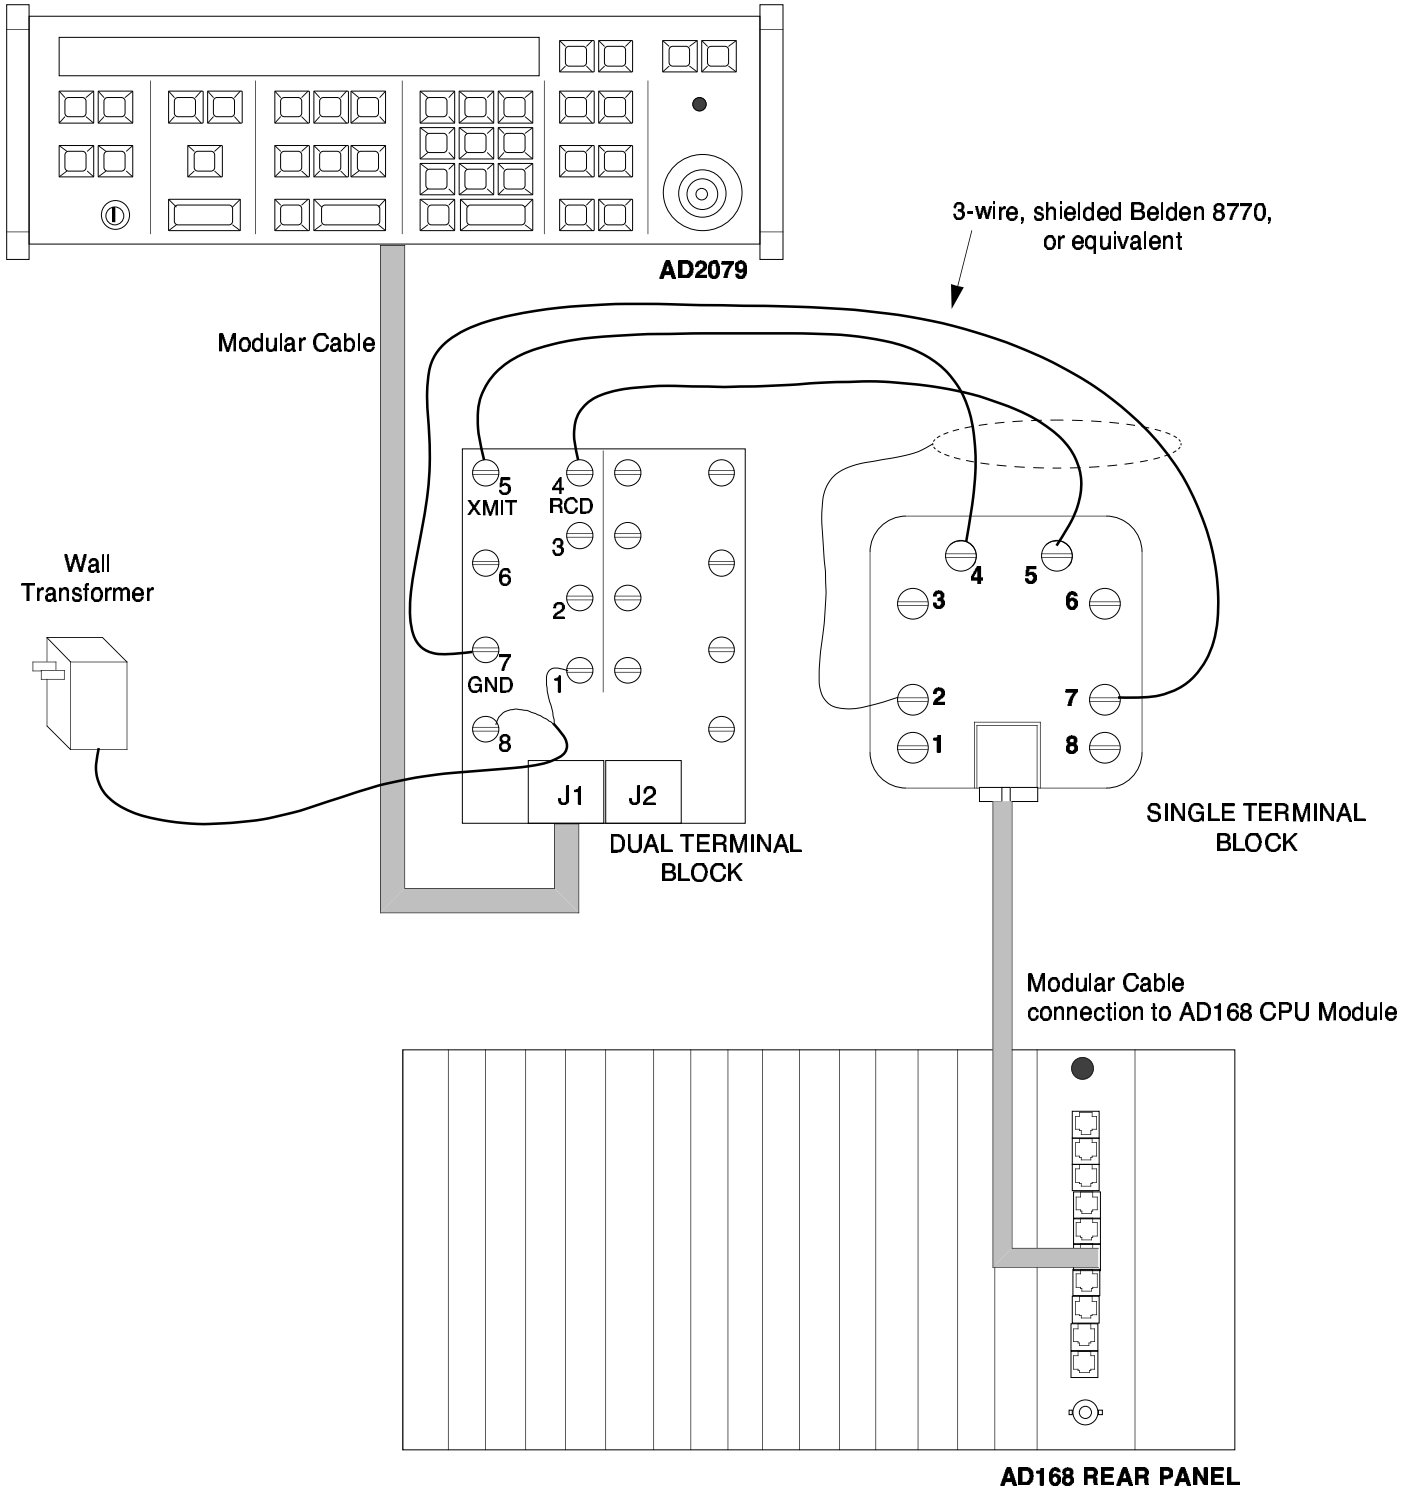 AD2079
3-wire, shielded Belden 8770,
or equivalent
Modular Cable
5
XMIT
4
RCD
3
6
2
7
GND
1
8
J1
J2
DUAL TERMINAL
BLOCK
Wall
Transformer
4
5
3
6
2
7
1
8
SINGLE TERMINAL
BLOCK
Modular Cable
connection to AD168 CPU Module
AD168 REAR PANEL